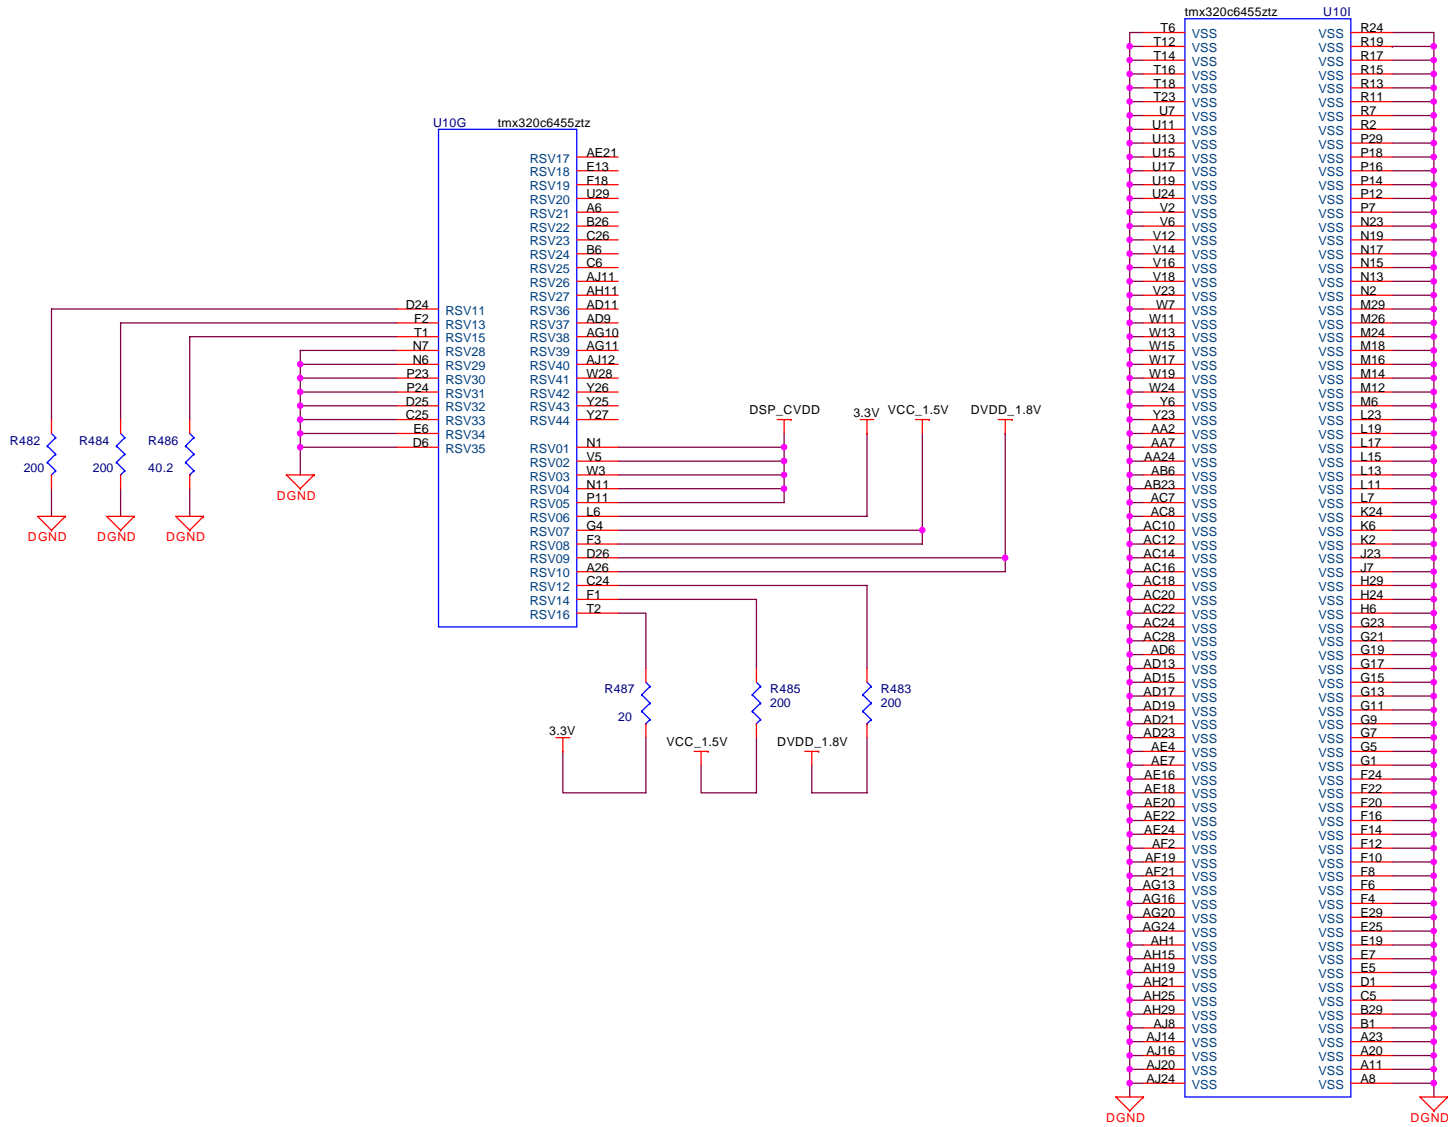 U10G tmx320c6455ztz
RSV17 AE21
RSV18 E13
RSV19 F18
RSV20 U29
RSV21 A6
RSV22 B26
RSV23 C26
RSV24 B6
RSV25 C6
RSV26 AJ11
RSV27 AH11
D24 RSV11 RSV36 AD11
F2 RSV13 RSV37 AD9
T1 RSV15 RSV38 AG10
N7 RSV28 RSV39 AG11
N6 RSV29 RSV40 AJ12
P23 RSV30 RSV41 W28
P24 RSV31 RSV42 Y26
D25 RSV32 RSV43 Y25
C25 RSV33 RSV44 Y27
E6 RSV34
D6 RSV35 RSV01 N1
RSV02 V5
RSV03 W3
RSV04 N11
RSV05 P11
RSV06 L6
RSV07 G4
RSV08 F3
RSV09 D26
RSV10 A26
RSV12 C24
RSV14 F1
RSV16 T2
DSP_CVDD 3.3V VCC_1.5V DVDD_1.8V
R482 R484 R486
200 200 40.2
DGND
DGND DGND DGND
R487 R485 R483
20 200 200
3.3V VCC_1.5V DVDD_1.8V
tmx320c6455ztz U10I
T6 VSS VSS R24
T12 VSS VSS R19
T14 VSS VSS R17
T16 VSS VSS R15
T18 VSS VSS R13
T23 VSS VSS R11
U7 VSS VSS R7
U11 VSS VSS R2
U13 VSS VSS P29
U15 VSS VSS P18
U17 VSS VSS P16
U19 VSS VSS P14
U24 VSS VSS P12
V2 VSS VSS P7
V6 VSS VSS N23
V12 VSS VSS N19
V14 VSS VSS N17
V16 VSS VSS N15
V18 VSS VSS N13
V23 VSS VSS N2
W7 VSS VSS M29
W11 VSS VSS M26
W13 VSS VSS M24
W15 VSS VSS M18
W17 VSS VSS M16
W19 VSS VSS M14
W24 VSS VSS M12
Y6 VSS VSS M6
Y23 VSS VSS L23
AA2 VSS VSS L19
AA7 VSS VSS L17
AA24 VSS VSS L15
AB6 VSS VSS L13
AB23 VSS VSS L11
AC7 VSS VSS L7
AC8 VSS VSS K24
AC10 VSS VSS K6
AC12 VSS VSS K2
AC14 VSS VSS J23
AC16 VSS VSS J7
AC18 VSS VSS H29
AC20 VSS VSS H24
AC22 VSS VSS H6
AC24 VSS VSS G23
AC28 VSS VSS G21
AD6 VSS VSS G19
AD13 VSS VSS G17
AD15 VSS VSS G15
AD17 VSS VSS G13
AD19 VSS VSS G11
AD21 VSS VSS G9
AD23 VSS VSS G7
AE4 VSS VSS G5
AE7 VSS VSS G1
AE16 VSS VSS F24
AE18 VSS VSS F22
AE20 VSS VSS F20
AE22 VSS VSS F16
AE24 VSS VSS F14
AF2 VSS VSS F12
AF19 VSS VSS F10
AF21 VSS VSS F8
AG13 VSS VSS F6
AG16 VSS VSS F4
AG20 VSS VSS E29
AG24 VSS VSS E25
AH1 VSS VSS E19
AH15 VSS VSS E7
AH19 VSS VSS E5
AH21 VSS VSS D1
AH25 VSS VSS C5
AH29 VSS VSS B29
AJ8 VSS VSS B1
AJ14 VSS VSS A23
AJ16 VSS VSS A20
AJ20 VSS VSS A11
AJ24 VSS VSS A8
DGND DGND